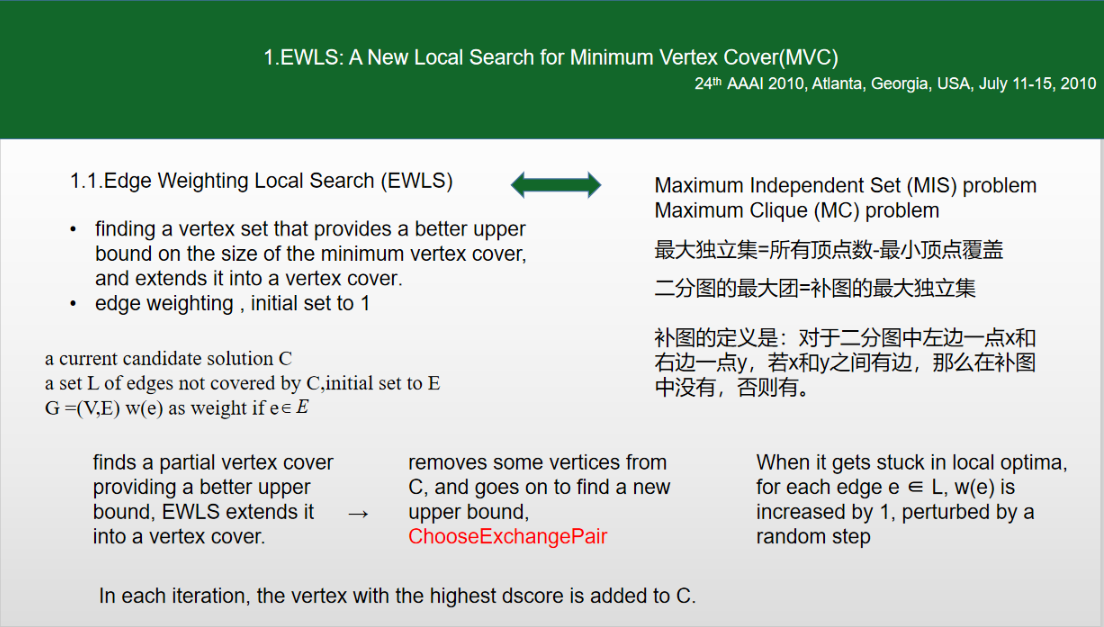 1.EWLS: A New Local Search for Minimum Vertex Cover(MVC)
24th AAAI 2010, Atlanta, Georgia, USA, July 11-15, 2010
1.1.Edge Weighting Local Search (EWLS)
• finding a vertex set that provides a better upper
bound on the size of the minimum vertex cover,
and extends it into a vertex cover.
• edge weighting , initial set to 1
Maximum Independent Set (MIS) problem
Maximum Clique (MC) problem
最大独立集=所有顶点数-最小顶点覆盖
二分图的最大团=补图的最大独立集
补图的定义是：对于二分图中左边一点x和
右边一点y，若x和y之间有边，那么在补图
中没有，否则有。
a current candidate solution C
a set L of edges not covered by C,initial set to E
G =(V,E) w(e) as weight if e∈ E
finds a partial vertex cover
providing a better upper
bound, EWLS extends it
into a vertex cover.
→
removes some vertices from
C, and goes on to find a new
upper bound,
ChooseExchangePair
When it gets stuck in local optima,
for each edge e ∈ L, w(e) is
increased by 1, perturbed by a
random step
In each iteration, the vertex with the highest dscore is added to C.